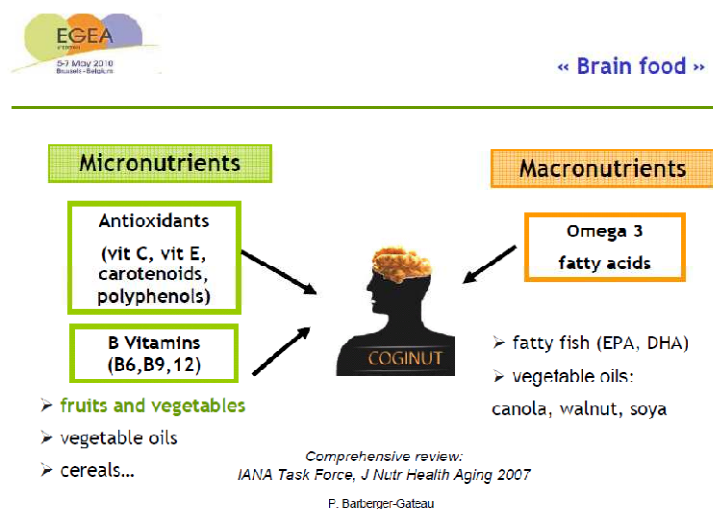 EGEA
5-7 May 2010
Brussels - Belgium
« Brain food »
Micronutrients
Macronutrients
Antioxidants
(vit C, vit E,
carotenoids,
polyphenols)
Omega 3
fatty acids
B Vitamins
(B6,B9,12)
COGINUT
➢ fruits and vegetables
➢ vegetable oils
➢ cereals…
➢ fatty fish (EPA, DHA)
➢ vegetable oils:
canola, walnut, soya
Comprehensive review:
IANA Task Force, J Nutr Health Aging 2007
P. Barberger-Gateau